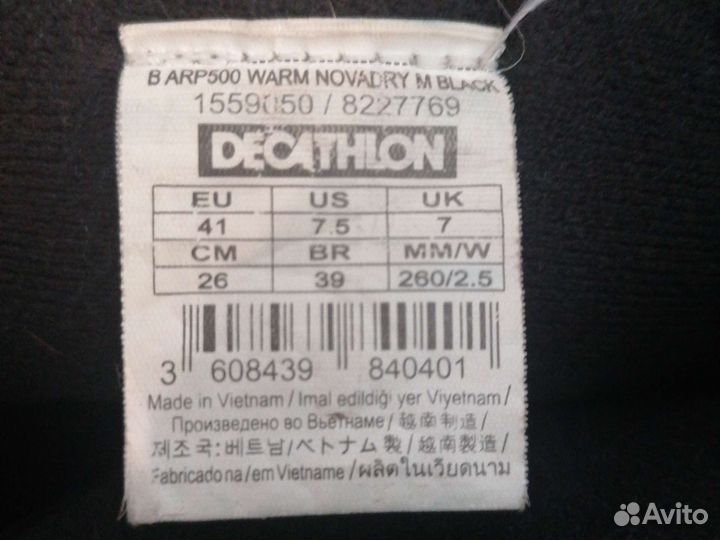 B ARP500 WARM NOVADRY M BLACK
1559050 / 8227769
DECATHLON
EU US UK
41 7.5 7
CM BR MM/W
26 39 260/2.5
3 608439 840401
Made in Vietnam / Imal edildiği yer Viyetnam /
Произведено во Вьетнаме / 越南制造 /
제조국:베트남/ベトナム製 / 越南製造 /
Fabricado na / em Vietname / ผลิตในเวียดนาม
Avito